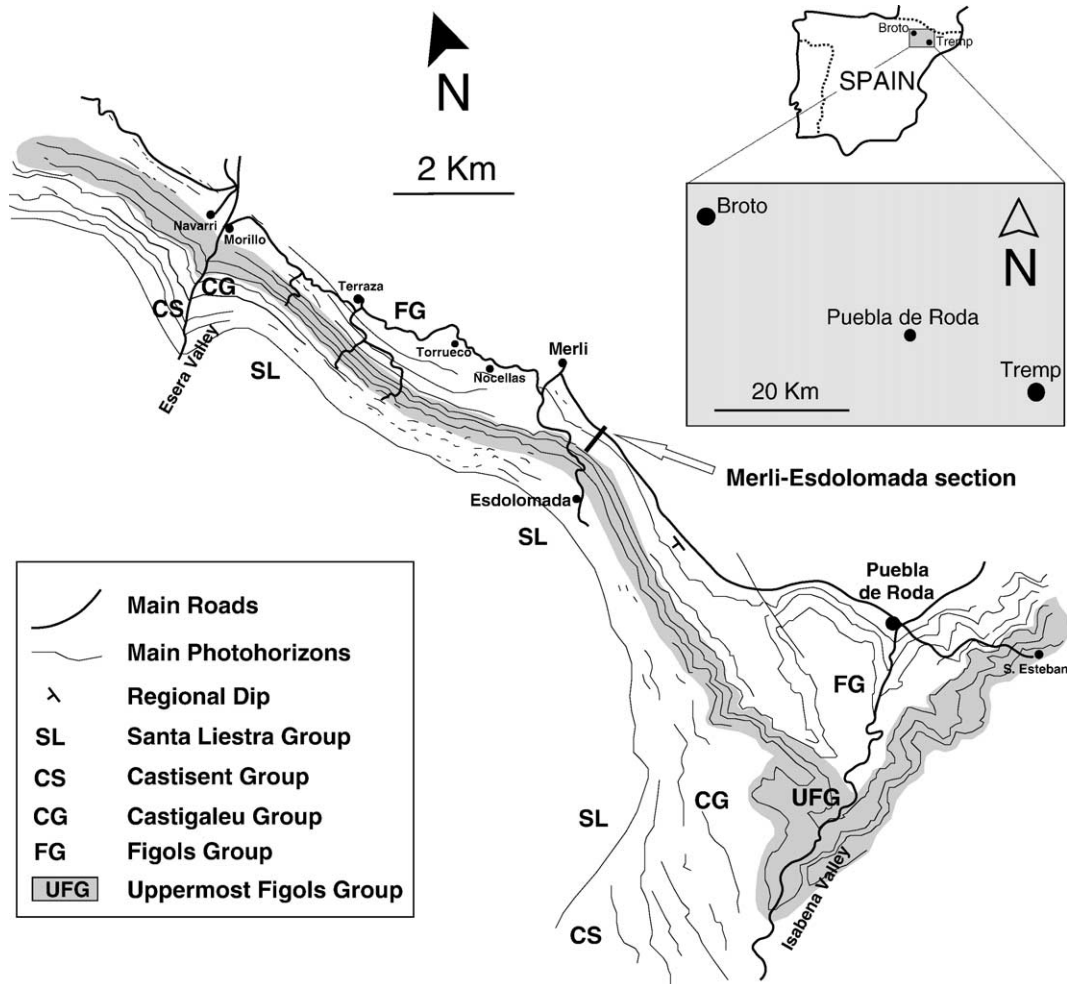 Broto
Tremp
SPAIN
N
2 Km
Broto
N
Puebla de Roda
Tremp
20 Km
Navarri
Morillo
CS
CG
Terraza
FG
Torrueco
Nocellas
Merli
Esera Valley
SL
Merli-Esdolomada section
Esdolomada
SL
Puebla
de Roda
S. Esteban
FG
UFG
CG
SL
CS
Isabena Valley
Main Roads
Main Photohorizons
Regional Dip
SL Santa Liestra Group
CS Castisent Group
CG Castigaleu Group
FG Figols Group
UFG Uppermost Figols Group